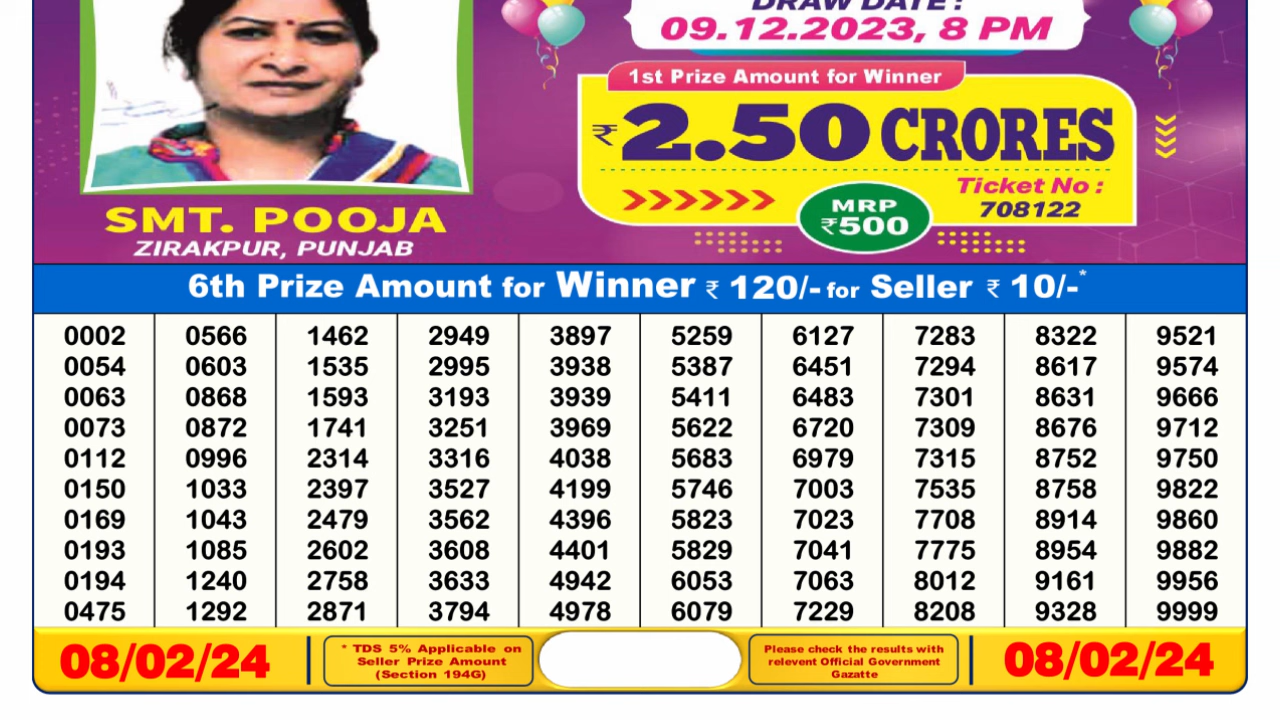 DRAW DATE :
09.12.2023, 8 PM
1st Prize Amount for Winner
₹2.50 CRORES
Ticket No :
708122
MRP
₹500
SMT. POOJA
ZIRAKPUR, PUNJAB
6th Prize Amount for Winner ₹ 120/- for Seller ₹ 10/-*
0002 0566 1462 2949 3897 5259 6127 7283 8322 9521
0054 0603 1535 2995 3938 5387 6451 7294 8617 9574
0063 0868 1593 3193 3939 5411 6483 7301 8631 9666
0073 0872 1741 3251 3969 5622 6720 7309 8676 9712
0112 0996 2314 3316 4038 5683 6979 7315 8752 9750
0150 1033 2397 3527 4199 5746 7003 7535 8758 9822
0169 1043 2479 3562 4396 5823 7023 7708 8914 9860
0193 1085 2602 3608 4401 5829 7041 7775 8954 9882
0194 1240 2758 3633 4942 6053 7063 8012 9161 9956
0475 1292 2871 3794 4978 6079 7229 8208 9328 9999
08/02/24
* TDS 5% Applicable on
Seller Prize Amount
(Section 194G)
Please check the results with
relevent Official Government
Gazatte
08/02/24